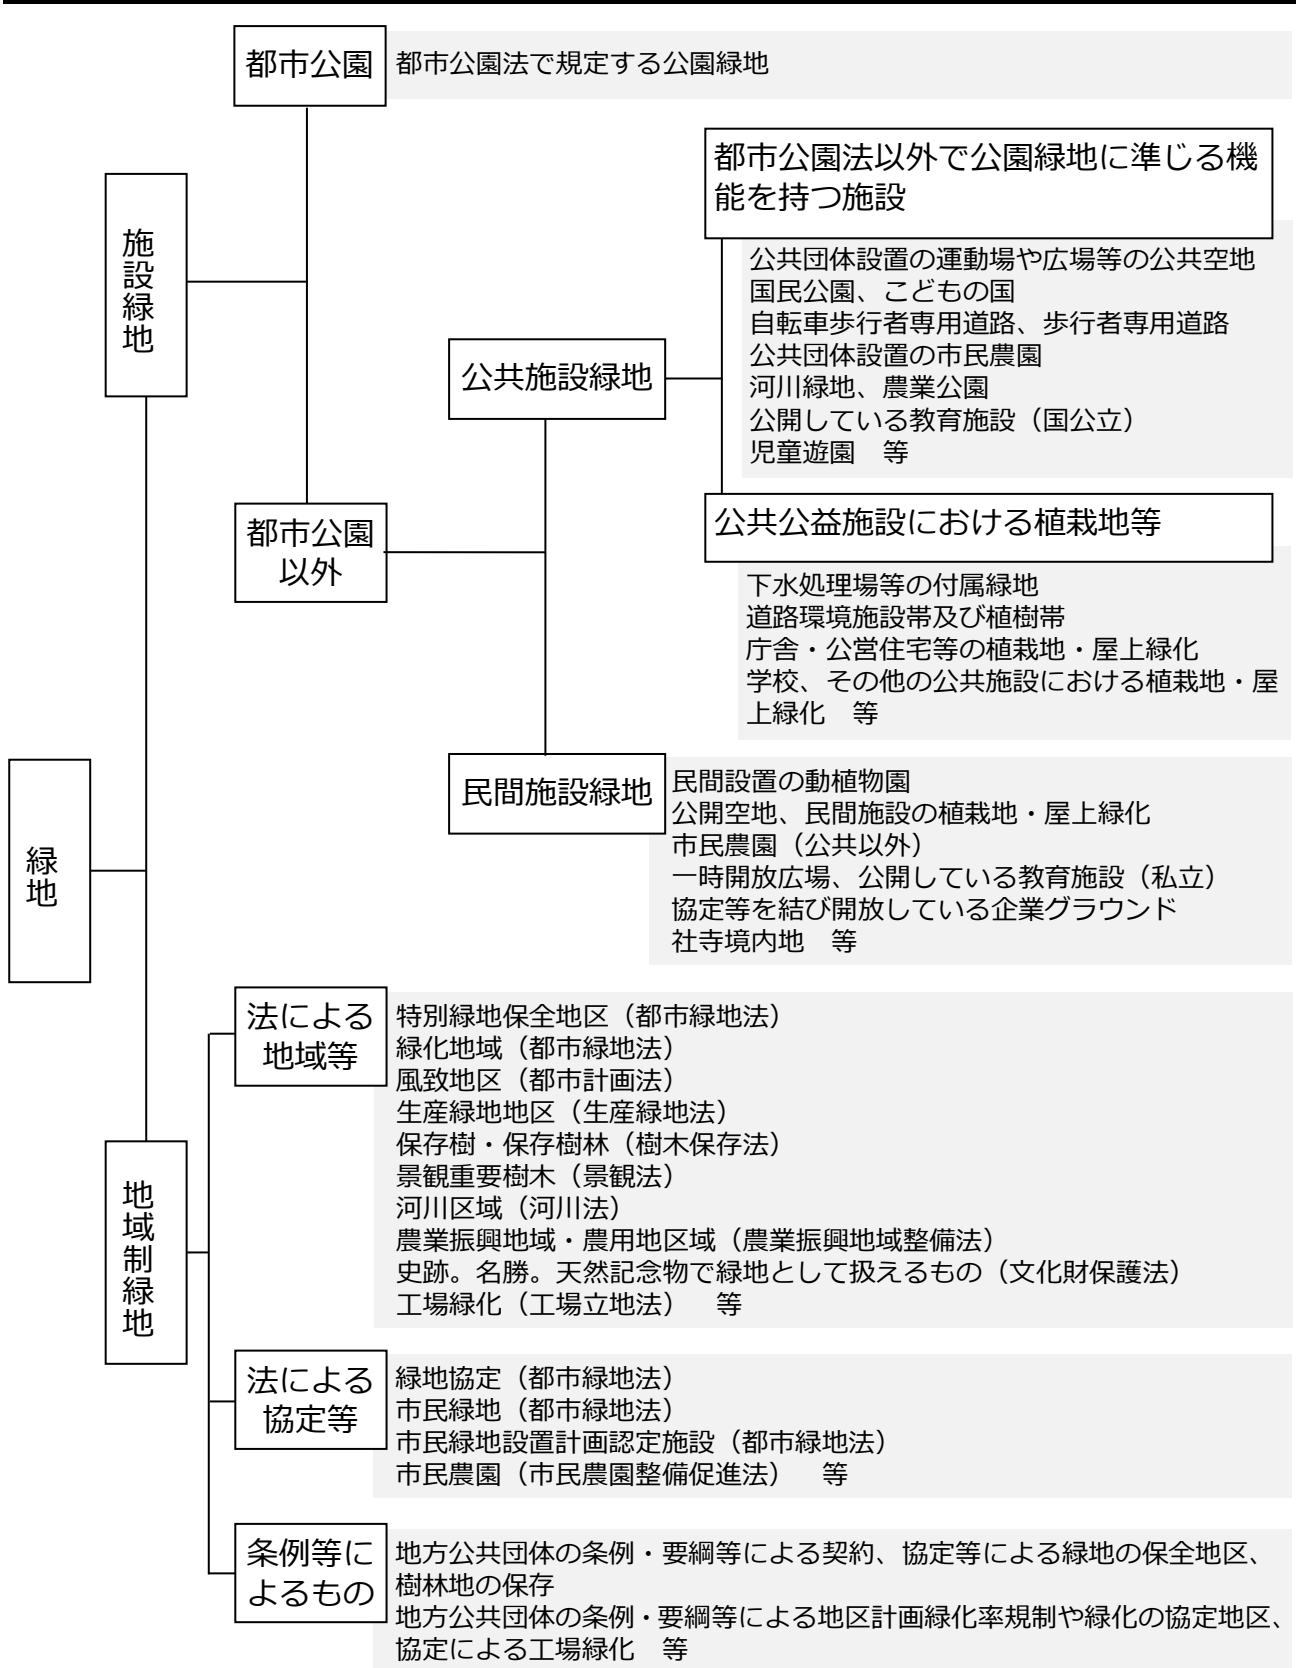 都市公園
都市公園法で規定する公園緑地
都市公園法以外で公園緑地に準じる機
能を持つ施設
施設緑地
公共団体設置の運動場や広場等の公共空地
国民公園、こどもの国
自転車歩行者専用道路、歩行者専用道路
公共団体設置の市民農園
河川緑地、農業公園
公開している教育施設（国公立）
児童遊園　等
公共施設緑地
都市公園
以外
公共公益施設における植栽地等
下水処理場等の付属緑地
道路環境施設帯及び植樹帯
庁舎・公営住宅等の植栽地・屋上緑化
学校、その他の公共施設における植栽地・屋
上緑化　等
民間施設緑地
民間設置の動植物園
公開空地、民間施設の植栽地・屋上緑化
市民農園（公共以外）
一時開放広場、公開している教育施設（私立）
協定等を結び開放している企業グラウンド
社寺境内地　等
緑地
法による
地域等
特別緑地保全地区（都市緑地法）
緑化地域（都市緑地法）
風致地区（都市計画法）
生産緑地地区（生産緑地法）
保存樹・保存樹林（樹木保存法）
景観重要樹木（景観法）
河川区域（河川法）
農業振興地域・農用地区域（農業振興地域整備法）
史跡。名勝。天然記念物で緑地として扱えるもの（文化財保護法）
工場緑化（工場立地法）　等
地域制緑地
法による
協定等
緑地協定（都市緑地法）
市民緑地（都市緑地法）
市民緑地設置計画認定施設（都市緑地法）
市民農園（市民農園整備促進法）　等
条例等に
よるもの
地方公共団体の条例・要綱等による契約、協定等による緑地の保全地区、
樹林地の保存
地方公共団体の条例・要綱等による地区計画緑化率規制や緑化の協定地区、
協定による工場緑化　等